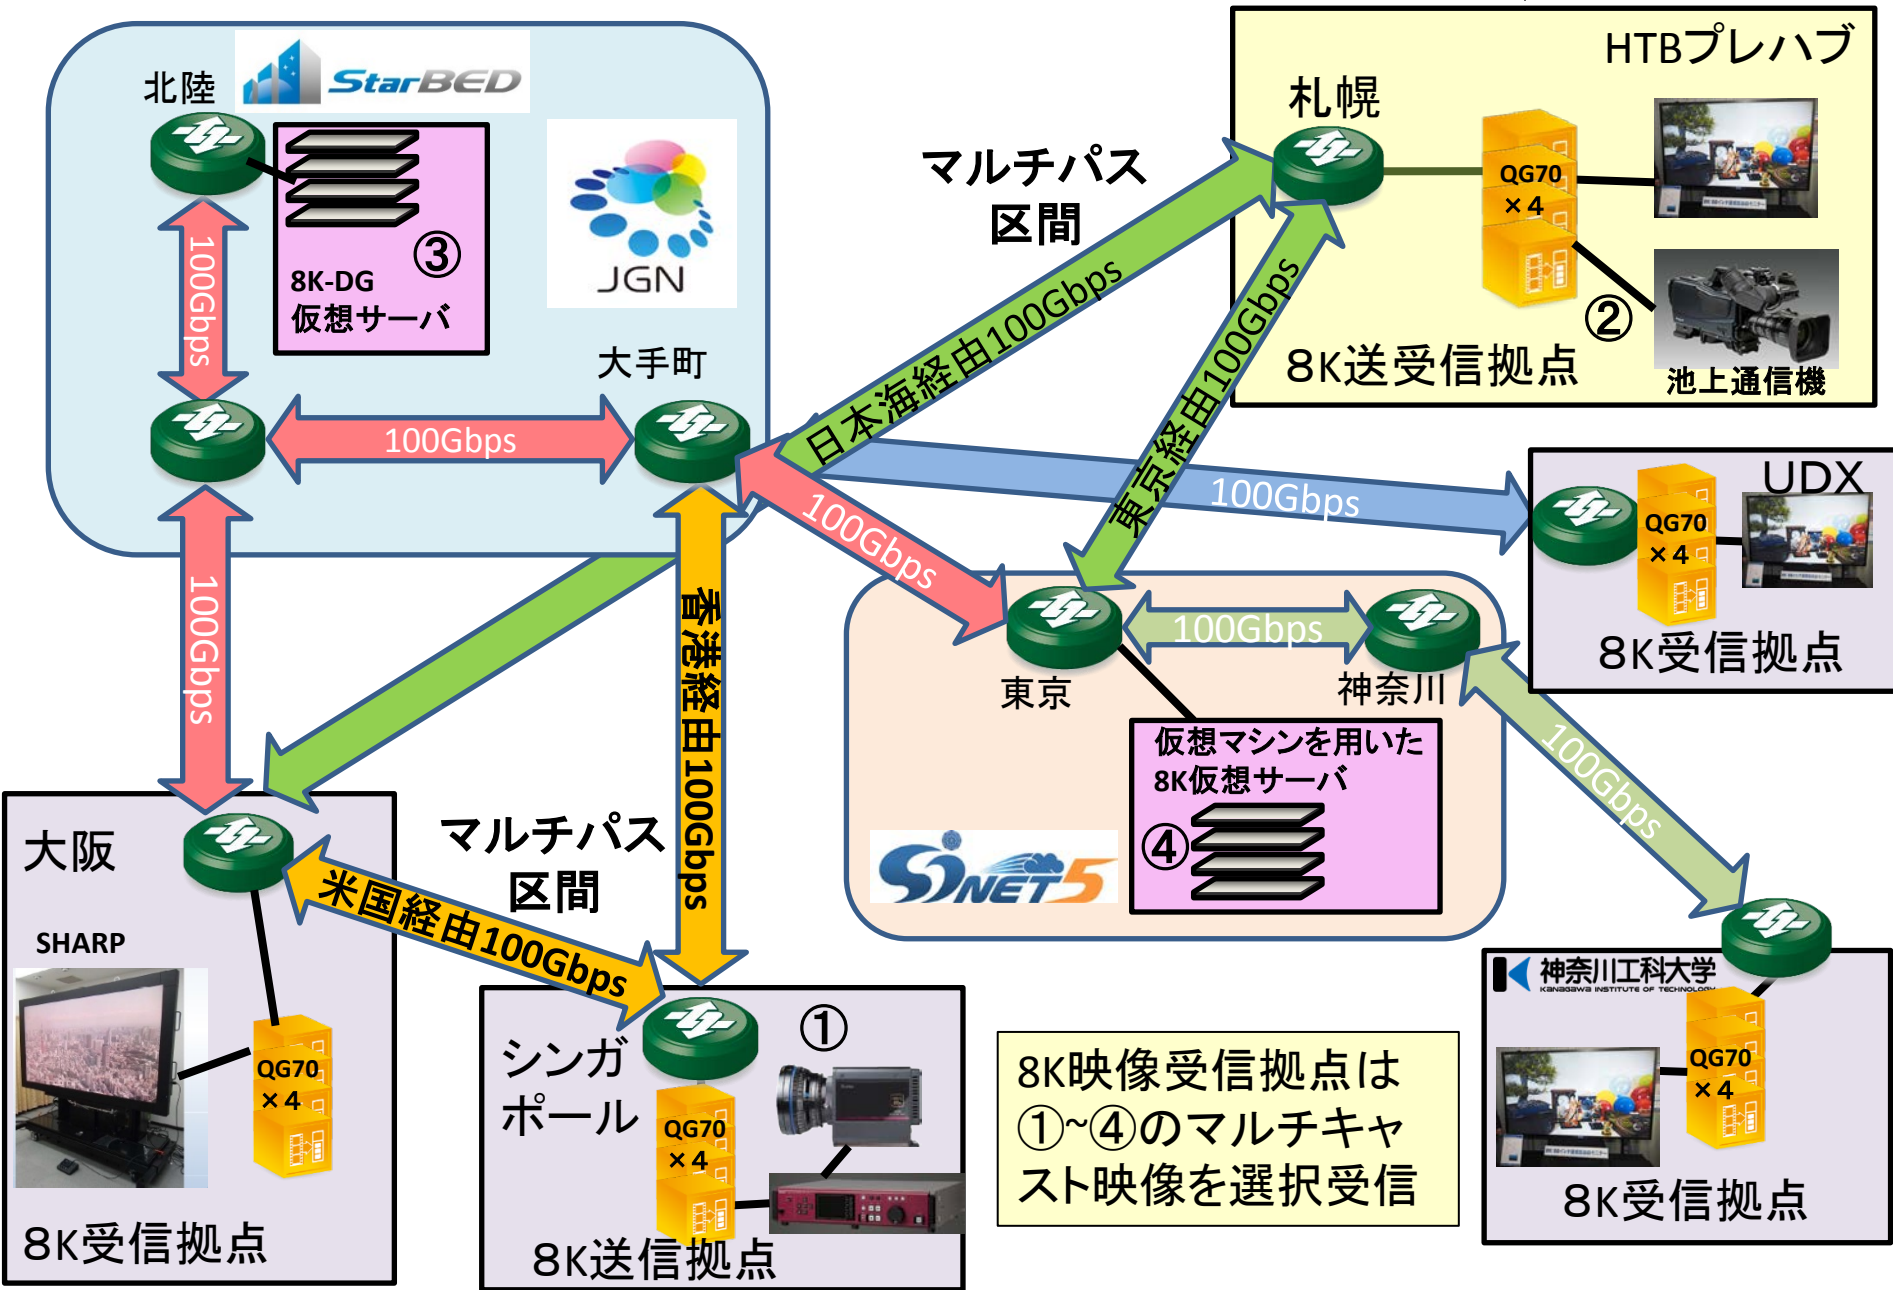 北陸
StarBED
JGN
③
8K-DG
仮想サーバ
大手町
100Gbps
100Gbps
100Gbps
マルチパス
区間
日本海経由100Gbps
東京経由100Gbps
100Gbps
100Gbps
HTBプレハブ
札幌
QG70
×4
②
8K送受信拠点
池上通信機
UDX
QG70
×4
8K受信拠点
100Gbps
東京
神奈川
仮想マシンを用いた
8K仮想サーバ
④
SINET5
100Gbps
香港経由100Gbps
マルチパス
区間
米国経由100Gbps
大阪
SHARP
QG70
×4
8K受信拠点
シンガ
ポール
①
QG70
×4
8K送信拠点
8K映像受信拠点は
①~④のマルチキャ
スト映像を選択受信
神奈川工科大学
KANAGAWA INSTITUTE OF TECHNOLOGY
QG70
×4
8K受信拠点